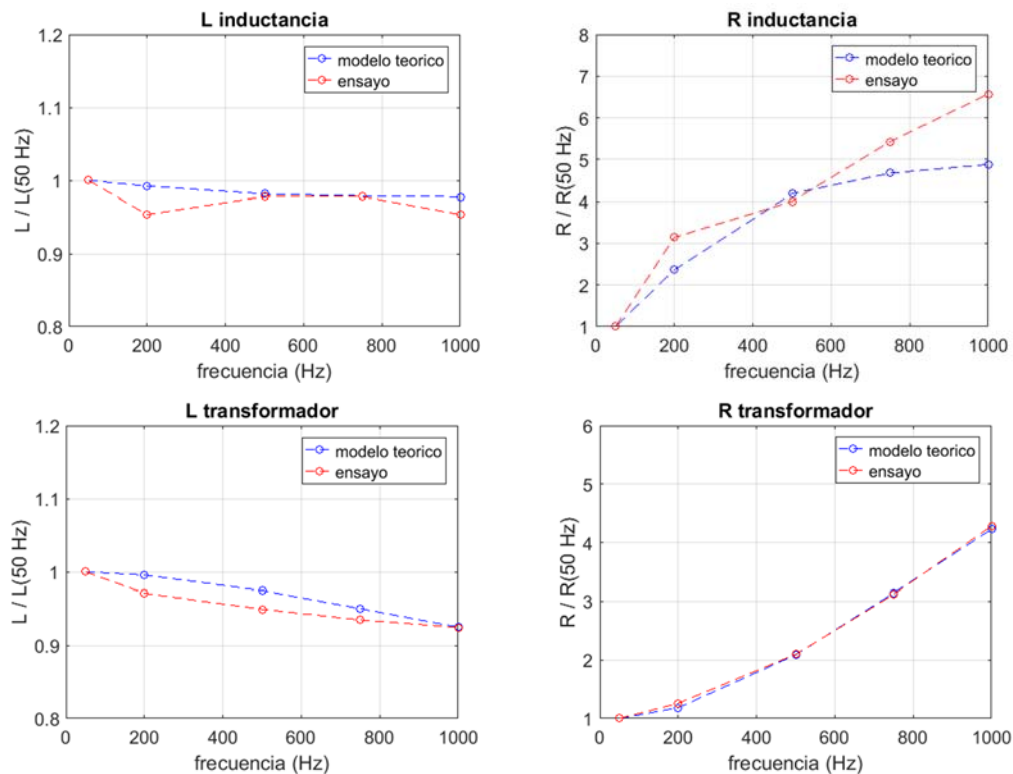 L inductancia
L / L(50 Hz)
1.2
1.1
1
0.9
0.8
modelo teorico
ensayo
0 200 400 600 800 1000
frecuencia (Hz)
R inductancia
R / R(50 Hz)
8
7
6
5
4
3
2
1
modelo teorico
ensayo
0 200 400 600 800 1000
frecuencia (Hz)
L transformador
L / L(50 Hz)
1.2
1.1
1
0.9
0.8
modelo teorico
ensayo
0 200 400 600 800 1000
frecuencia (Hz)
R transformador
R / R(50 Hz)
6
5
4
3
2
1
modelo teorico
ensayo
0 200 400 600 800 1000
frecuencia (Hz)